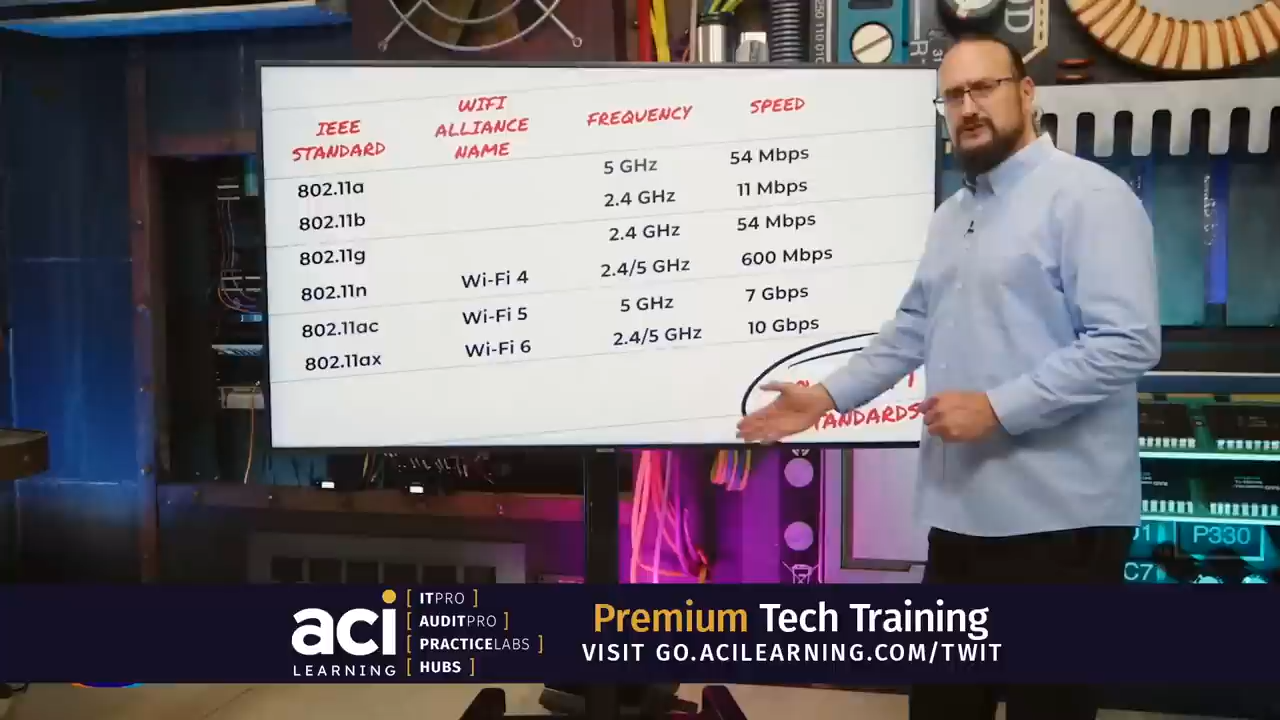 IEEE STANDARD
WIFI ALLIANCE NAME
FREQUENCY
SPEED
802.11a 5 GHz 54 Mbps
802.11b 2.4 GHz 11 Mbps
802.11g 2.4 GHz 54 Mbps
802.11n Wi-Fi 4 2.4/5 GHz 600 Mbps
802.11ac Wi-Fi 5 5 GHz 7 Gbps
802.11ax Wi-Fi 6 2.4/5 GHz 10 Gbps
P330
aci
LEARNING
[ ITPRO ]
[ AUDITPRO ]
[ PRACTICELABS ]
[ HUBS ]
Premium Tech Training
VISIT GO.ACILEARNING.COM/TWIT